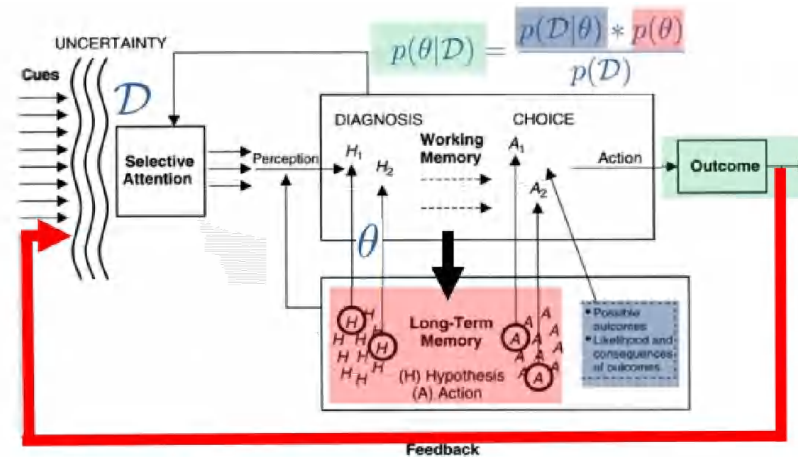 p(θ|D) = p(D|θ) * p(θ) / p(D)
UNCERTAINTY
Cues
D
DIAGNOSIS
CHOICE
Working
Memory
H₁
H₂
A₁
A₂
Selective
Attention
Perception
Action
Outcome
θ
H H
H
H H
H H H
H H
Long-Term
Memory
(H) Hypothesis
(A) Action
A A
A A
A A
A A A
A A
• Possible
outcomes
• Likelihood and
consequences
of outcomes
Feedback